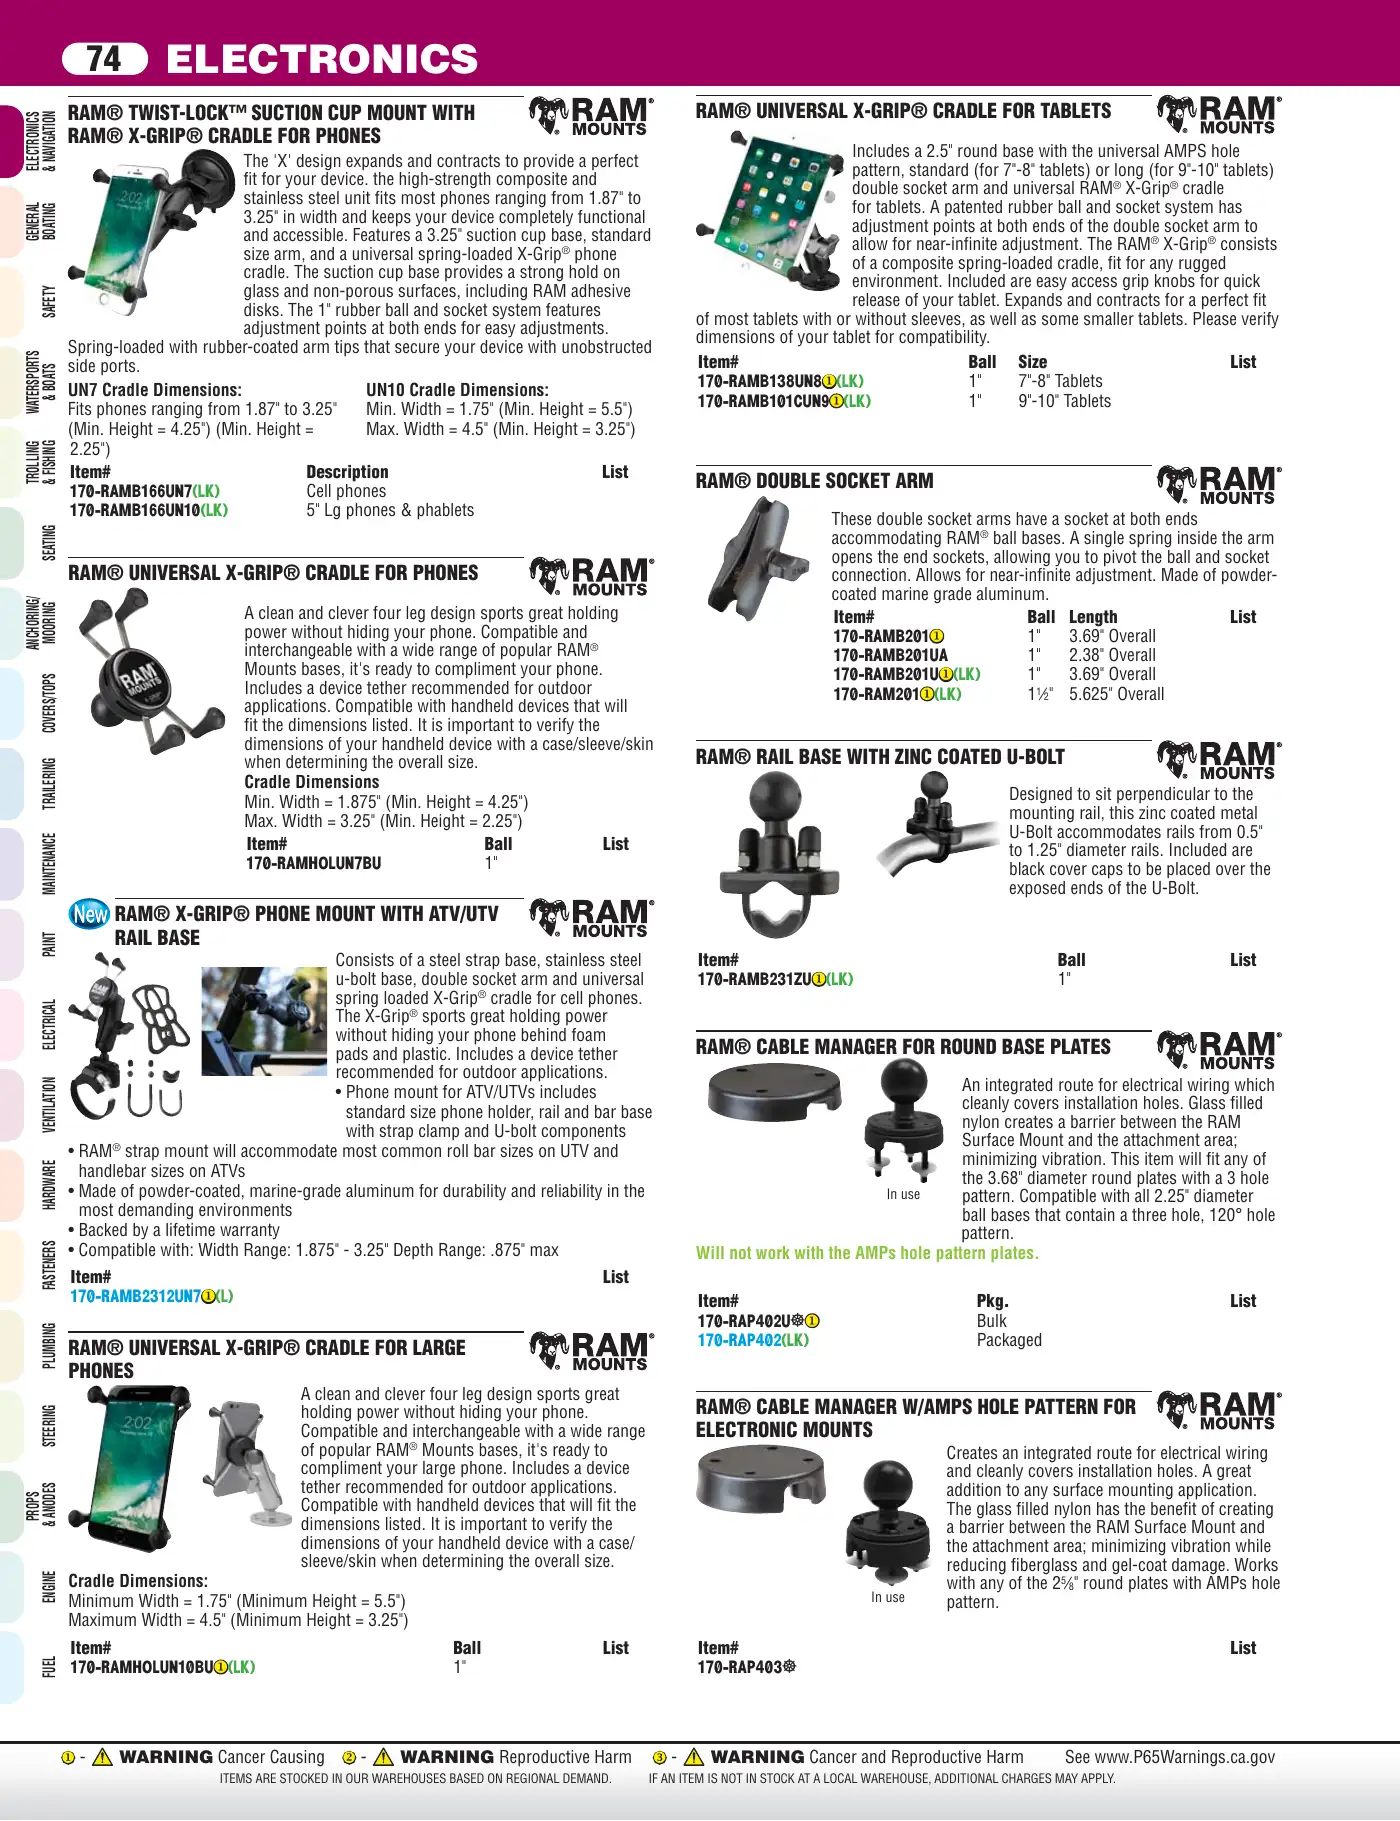 74 ELECTRONICS
ELECTRONICS
& NAVIGATION
GENERAL
BOATING
SAFETY
WATERSPORTS
& BOATS
TROLLING
& FISHING
SEATING
ANCHORING/
MOORING
COVERS/TOPS
TRAILERING
MAINTENANCE
PAINT
ELECTRICAL
VENTILATION
HARDWARE
FASTENERS
PLUMBING
STEERING
PROPS
& ANODES
ENGINE
FUEL
RAM® TWIST-LOCK™ SUCTION CUP MOUNT WITH
RAM® X-GRIP® CRADLE FOR PHONES
RAM®
MOUNTS
The 'X' design expands and contracts to provide a perfect
fit for your device. the high-strength composite and
stainless steel unit fits most phones ranging from 1.87" to
3.25" in width and keeps your device completely functional
and accessible. Features a 3.25" suction cup base, standard
size arm, and a universal spring-loaded X-Grip® phone
cradle. The suction cup base provides a strong hold on
glass and non-porous surfaces, including RAM adhesive
disks. The 1" rubber ball and socket system features
adjustment points at both ends for easy adjustments.
Spring-loaded with rubber-coated arm tips that secure your device with unobstructed
side ports.
UN7 Cradle Dimensions:
Fits phones ranging from 1.87" to 3.25"
(Min. Height = 4.25") (Min. Height =
2.25")
UN10 Cradle Dimensions:
Min. Width = 1.75" (Min. Height = 5.5")
Max. Width = 4.5" (Min. Height = 3.25")
Item# Description List
170-RAMB166UN7(LK) Cell phones
170-RAMB166UN10(LK) 5" Lg phones & phablets
RAM® UNIVERSAL X-GRIP® CRADLE FOR PHONES
RAM®
MOUNTS
A clean and clever four leg design sports great holding
power without hiding your phone. Compatible and
interchangeable with a wide range of popular RAM®
Mounts bases, it's ready to compliment your phone.
Includes a device tether recommended for outdoor
applications. Compatible with handheld devices that will
fit the dimensions listed. It is important to verify the
dimensions of your handheld device with a case/sleeve/skin
when determining the overall size.
Cradle Dimensions
Min. Width = 1.875" (Min. Height = 4.25")
Max. Width = 3.25" (Min. Height = 2.25")
Item# Ball List
170-RAMHOLUN7BU 1"
New RAM® X-GRIP® PHONE MOUNT WITH ATV/UTV
RAIL BASE
RAM®
MOUNTS
Consists of a steel strap base, stainless steel
u-bolt base, double socket arm and universal
spring loaded X-Grip® cradle for cell phones.
The X-Grip® sports great holding power
without hiding your phone behind foam
pads and plastic. Includes a device tether
recommended for outdoor applications.
• Phone mount for ATV/UTVs includes
standard size phone holder, rail and bar base
with strap clamp and U-bolt components
• RAM® strap mount will accommodate most common roll bar sizes on UTV and
handlebar sizes on ATVs
• Made of powder-coated, marine-grade aluminum for durability and reliability in the
most demanding environments
• Backed by a lifetime warranty
• Compatible with: Width Range: 1.875" - 3.25" Depth Range: .875" max
Item# List
170-RAMB2312UN7①(L)
RAM® UNIVERSAL X-GRIP® CRADLE FOR LARGE
PHONES
RAM®
MOUNTS
2:02
A clean and clever four leg design sports great
holding power without hiding your phone.
Compatible and interchangeable with a wide range
of popular RAM® Mounts bases, it's ready to
compliment your large phone. Includes a device
tether recommended for outdoor applications.
Compatible with handheld devices that will fit the
dimensions listed. It is important to verify the
dimensions of your handheld device with a case/
sleeve/skin when determining the overall size.
Cradle Dimensions:
Minimum Width = 1.75" (Minimum Height = 5.5")
Maximum Width = 4.5" (Minimum Height = 3.25")
Item# Ball List
170-RAMHOLUN10BU①(LK) 1"
RAM® UNIVERSAL X-GRIP® CRADLE FOR TABLETS
RAM®
MOUNTS
Includes a 2.5" round base with the universal AMPS hole
pattern, standard (for 7"-8" tablets) or long (for 9"-10" tablets)
double socket arm and universal RAM® X-Grip® cradle
for tablets. A patented rubber ball and socket system has
adjustment points at both ends of the double socket arm to
allow for near-infinite adjustment. The RAM® X-Grip® consists
of a composite spring-loaded cradle, fit for any rugged
environment. Included are easy access grip knobs for quick
release of your tablet. Expands and contracts for a perfect fit
of most tablets with or without sleeves, as well as some smaller tablets. Please verify
dimensions of your tablet for compatibility.
Item# Ball Size List
170-RAMB138UN8①(LK) 1" 7"-8" Tablets
170-RAMB101CUN9①(LK) 1" 9"-10" Tablets
RAM® DOUBLE SOCKET ARM
RAM®
MOUNTS
These double socket arms have a socket at both ends
accommodating RAM® ball bases. A single spring inside the arm
opens the end sockets, allowing you to pivot the ball and socket
connection. Allows for near-infinite adjustment. Made of powder-
coated marine grade aluminum.
Item# Ball Length List
170-RAMB201① 1" 3.69" Overall
170-RAMB201UA 1" 2.38" Overall
170-RAMB201U①(LK) 1" 3.69" Overall
170-RAM201①(LK) 1½" 5.625" Overall
RAM® RAIL BASE WITH ZINC COATED U-BOLT
RAM®
MOUNTS
Designed to sit perpendicular to the
mounting rail, this zinc coated metal
U-Bolt accommodates rails from 0.5"
to 1.25" diameter rails. Included are
black cover caps to be placed over the
exposed ends of the U-Bolt.
Item# Ball List
170-RAMB231ZU①(LK) 1"
RAM® CABLE MANAGER FOR ROUND BASE PLATES
RAM®
MOUNTS
An integrated route for electrical wiring which
cleanly covers installation holes. Glass filled
nylon creates a barrier between the RAM
Surface Mount and the attachment area;
minimizing vibration. This item will fit any of
the 3.68" diameter round plates with a 3 hole
pattern. Compatible with all 2.25" diameter
ball bases that contain a three hole, 120° hole
pattern.
In use
Will not work with the AMPs hole pattern plates.
Item# Pkg. List
170-RAP402U☸① Bulk
170-RAP402(LK) Packaged
RAM® CABLE MANAGER W/AMPS HOLE PATTERN FOR
ELECTRONIC MOUNTS
RAM®
MOUNTS
Creates an integrated route for electrical wiring
and cleanly covers installation holes. A great
addition to any surface mounting application.
The glass filled nylon has the benefit of creating
a barrier between the RAM Surface Mount and
the attachment area; minimizing vibration while
reducing fiberglass and gel-coat damage. Works
with any of the 2⅝" round plates with AMPs hole
pattern.
In use
Item# List
170-RAP403☸
① - ⚠ WARNING Cancer Causing ② - ⚠ WARNING Reproductive Harm ③ - ⚠ WARNING Cancer and Reproductive Harm See www.P65Warnings.ca.gov
ITEMS ARE STOCKED IN OUR WAREHOUSES BASED ON REGIONAL DEMAND. IF AN ITEM IS NOT IN STOCK AT A LOCAL WAREHOUSE, ADDITIONAL CHARGES MAY APPLY.